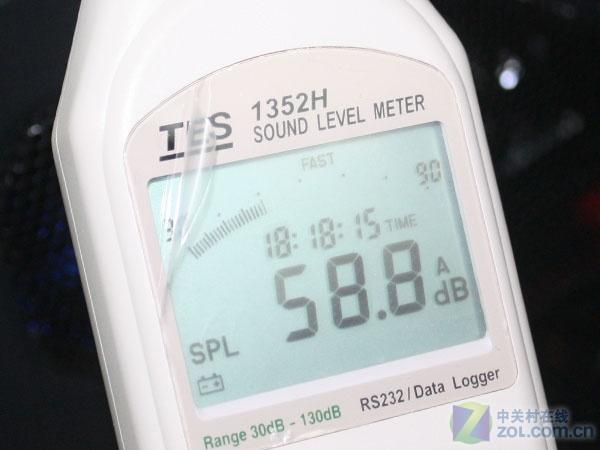 TES 1352H
SOUND LEVEL METER
FAST
30 90
18:18:15 TIME
58.8 A dB
SPL
RS232/Data Logger
Range 30dB - 130dB
中关村在线
zol.com.cn